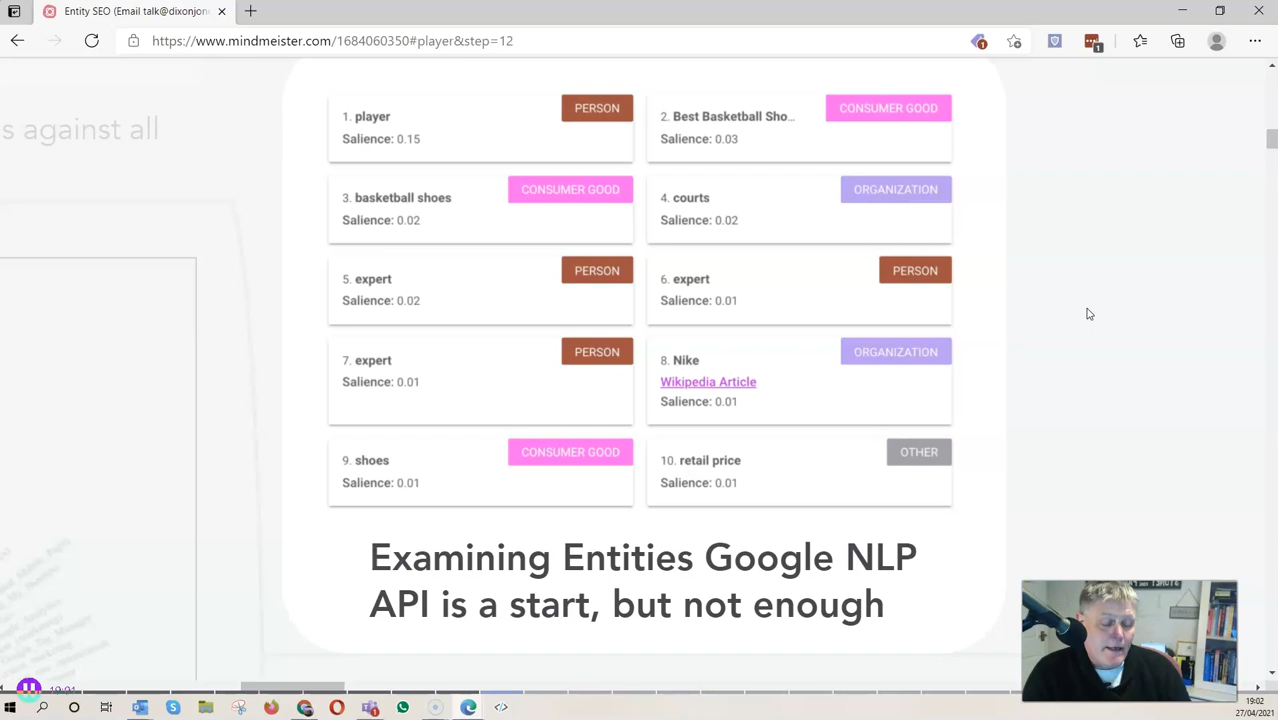 Entity SEO (Email talk@dixonjone
https://www.mindmeister.com/1684060350#player&step=12
1
1
s against all
1. player
PERSON
Salience: 0.15
2. Best Basketball Sho...
CONSUMER GOOD
Salience: 0.03
3. basketball shoes
CONSUMER GOOD
Salience: 0.02
4. courts
ORGANIZATION
Salience: 0.02
5. expert
PERSON
Salience: 0.02
6. expert
PERSON
Salience: 0.01
7. expert
PERSON
Salience: 0.01
8. Nike
ORGANIZATION
Wikipedia Article
Salience: 0.01
9. shoes
CONSUMER GOOD
Salience: 0.01
10. retail price
OTHER
Salience: 0.01
Examining Entities Google NLP
API is a start, but not enough
19:02
27/04/2021